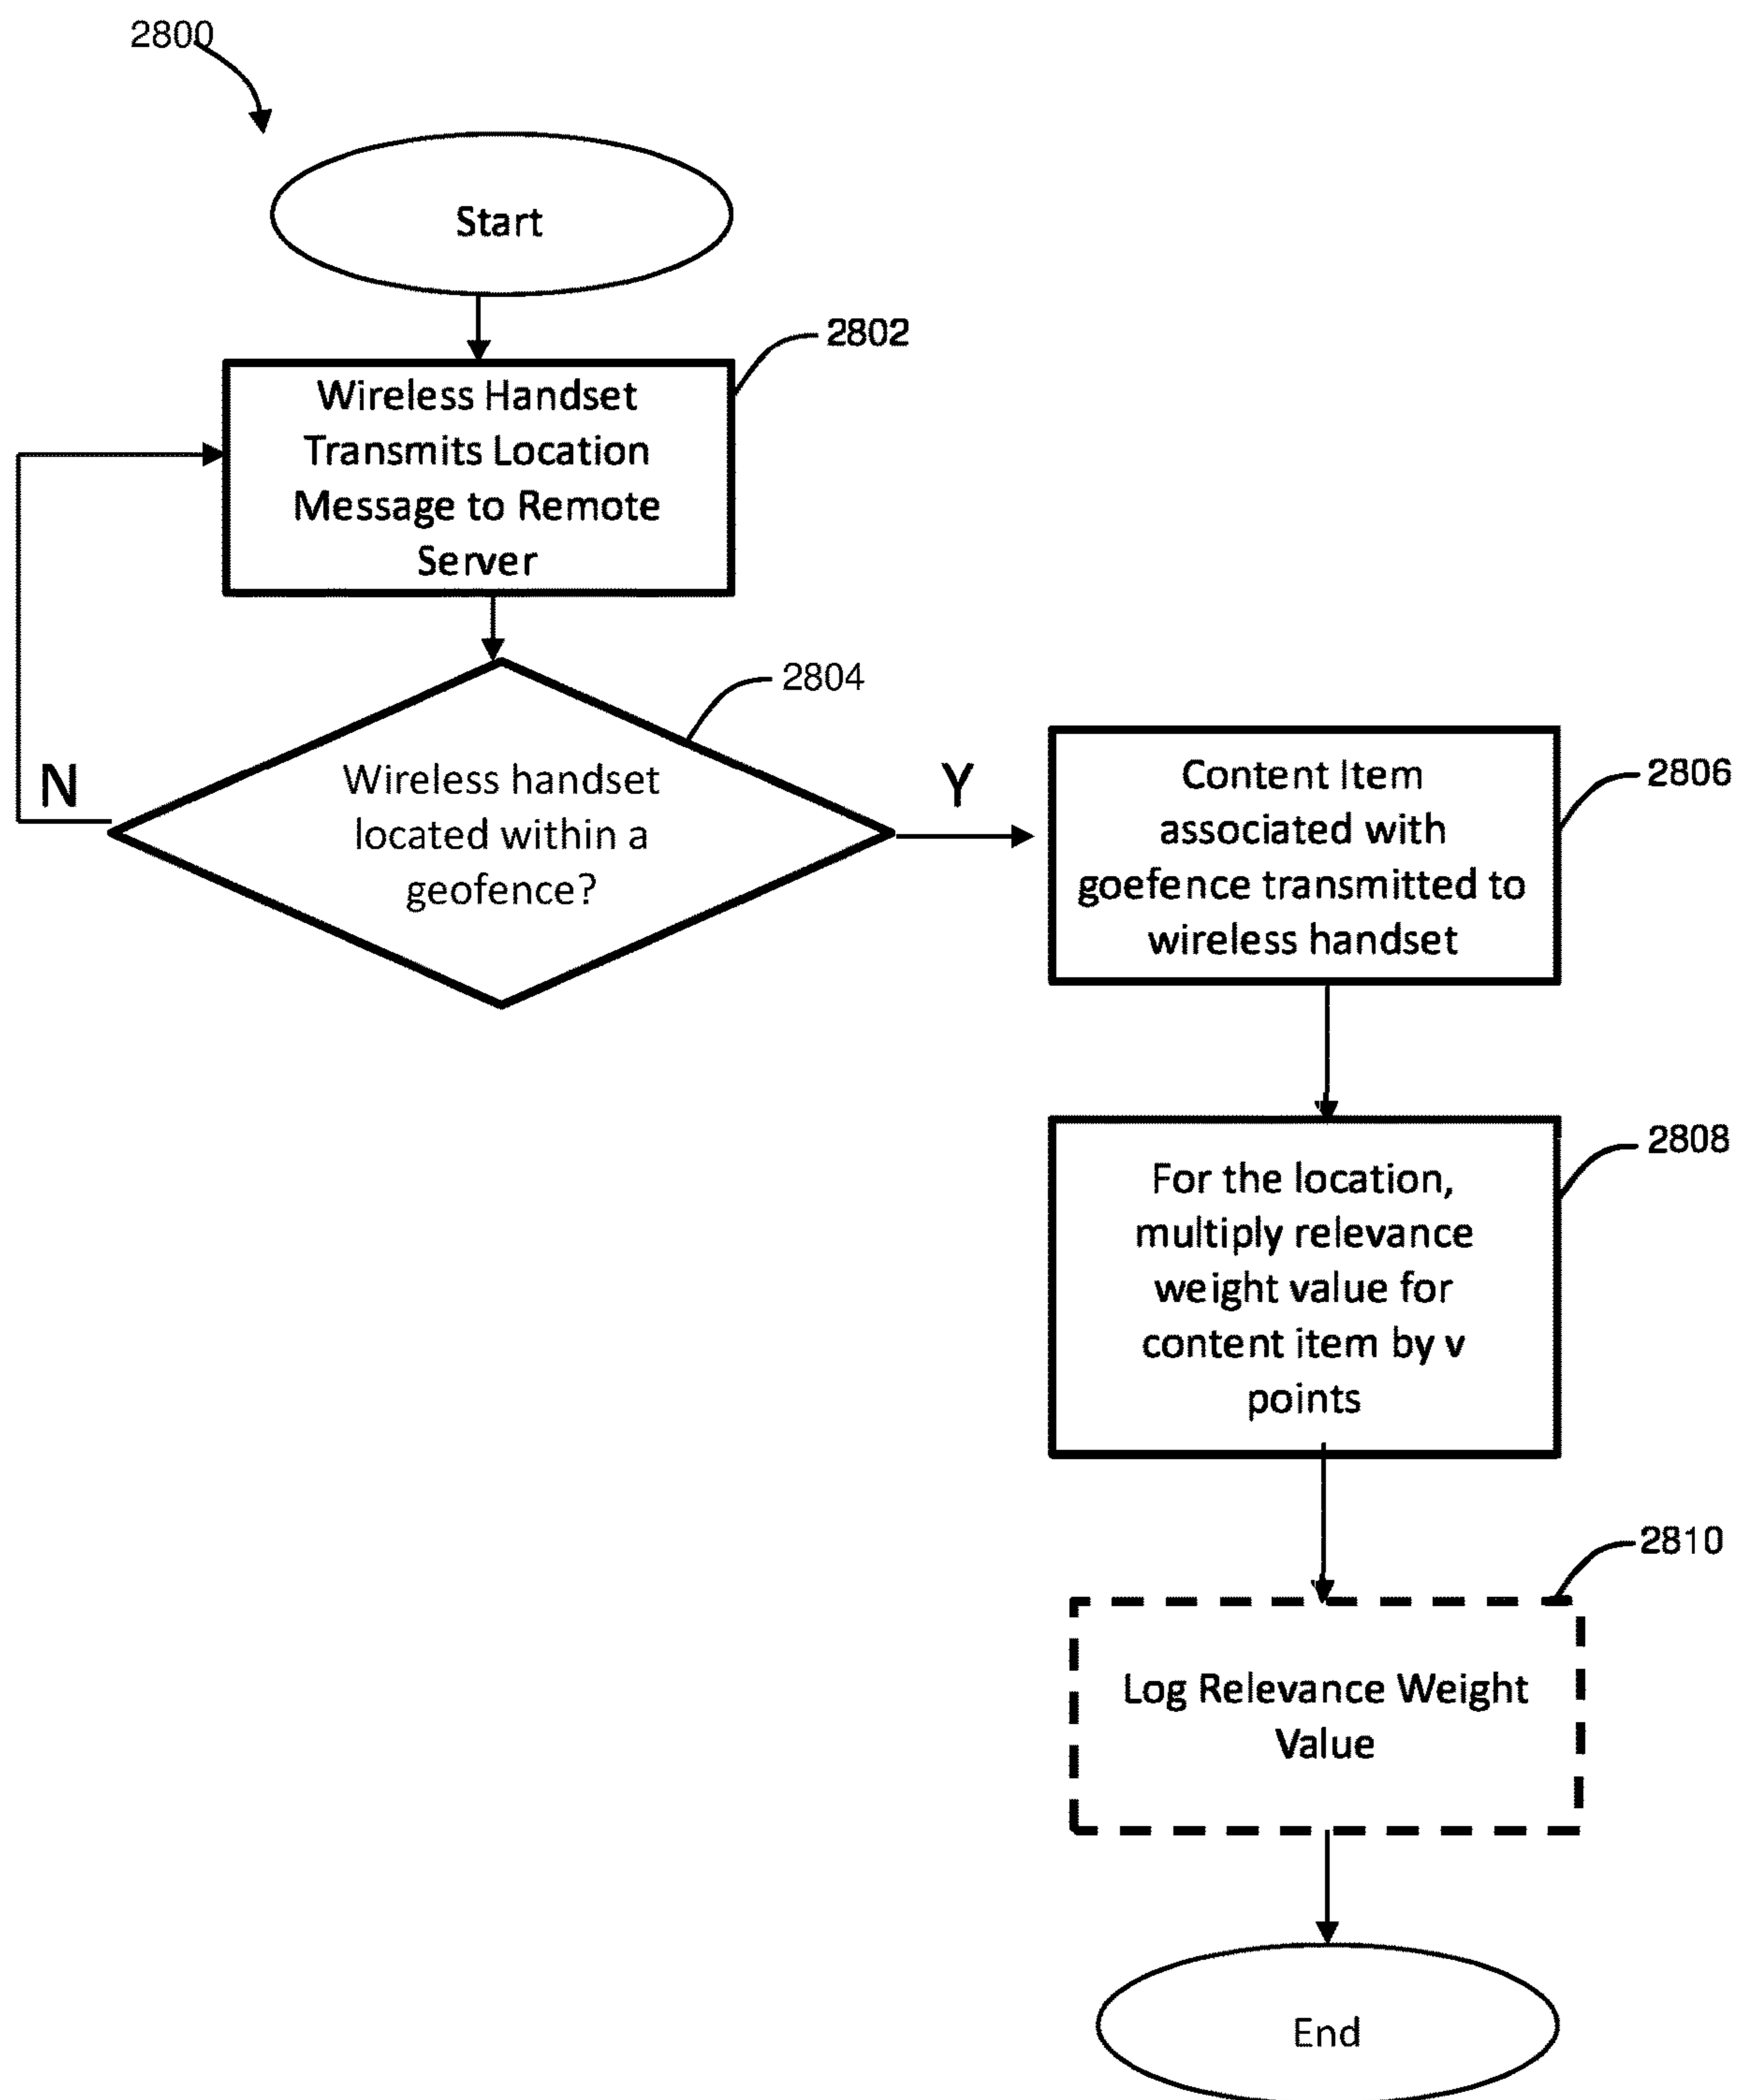 2800
Start
2802
Wireless Handset
Transmits Location
Message to Remote
Server
2804
Wireless handset
located within a
geofence?
N
Y
2806
Content Item
associated with
goefence transmitted to
wireless handset
2808
For the location,
multiply relevance
weight value for
content item by v
points
2810
Log Relevance Weight
Value
End